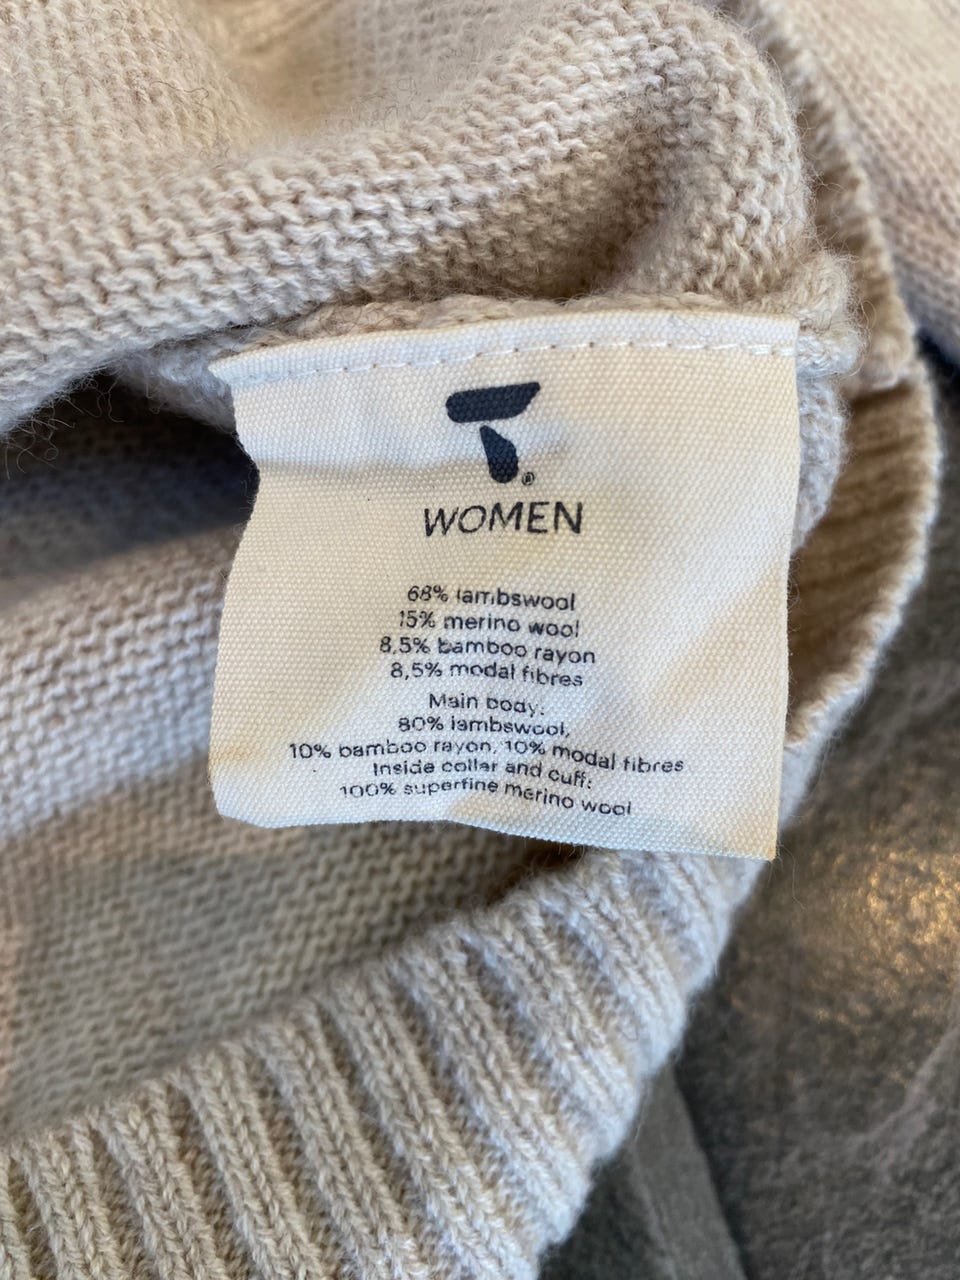 WOMEN
68% lambswool
15% merino wool
8,5% bamboo rayon
8,5% modal fibres
Main body:
80% lambswool,
10% bamboo rayon, 10% modal fibres
Inside collar and cuff:
100% superfine merino wool